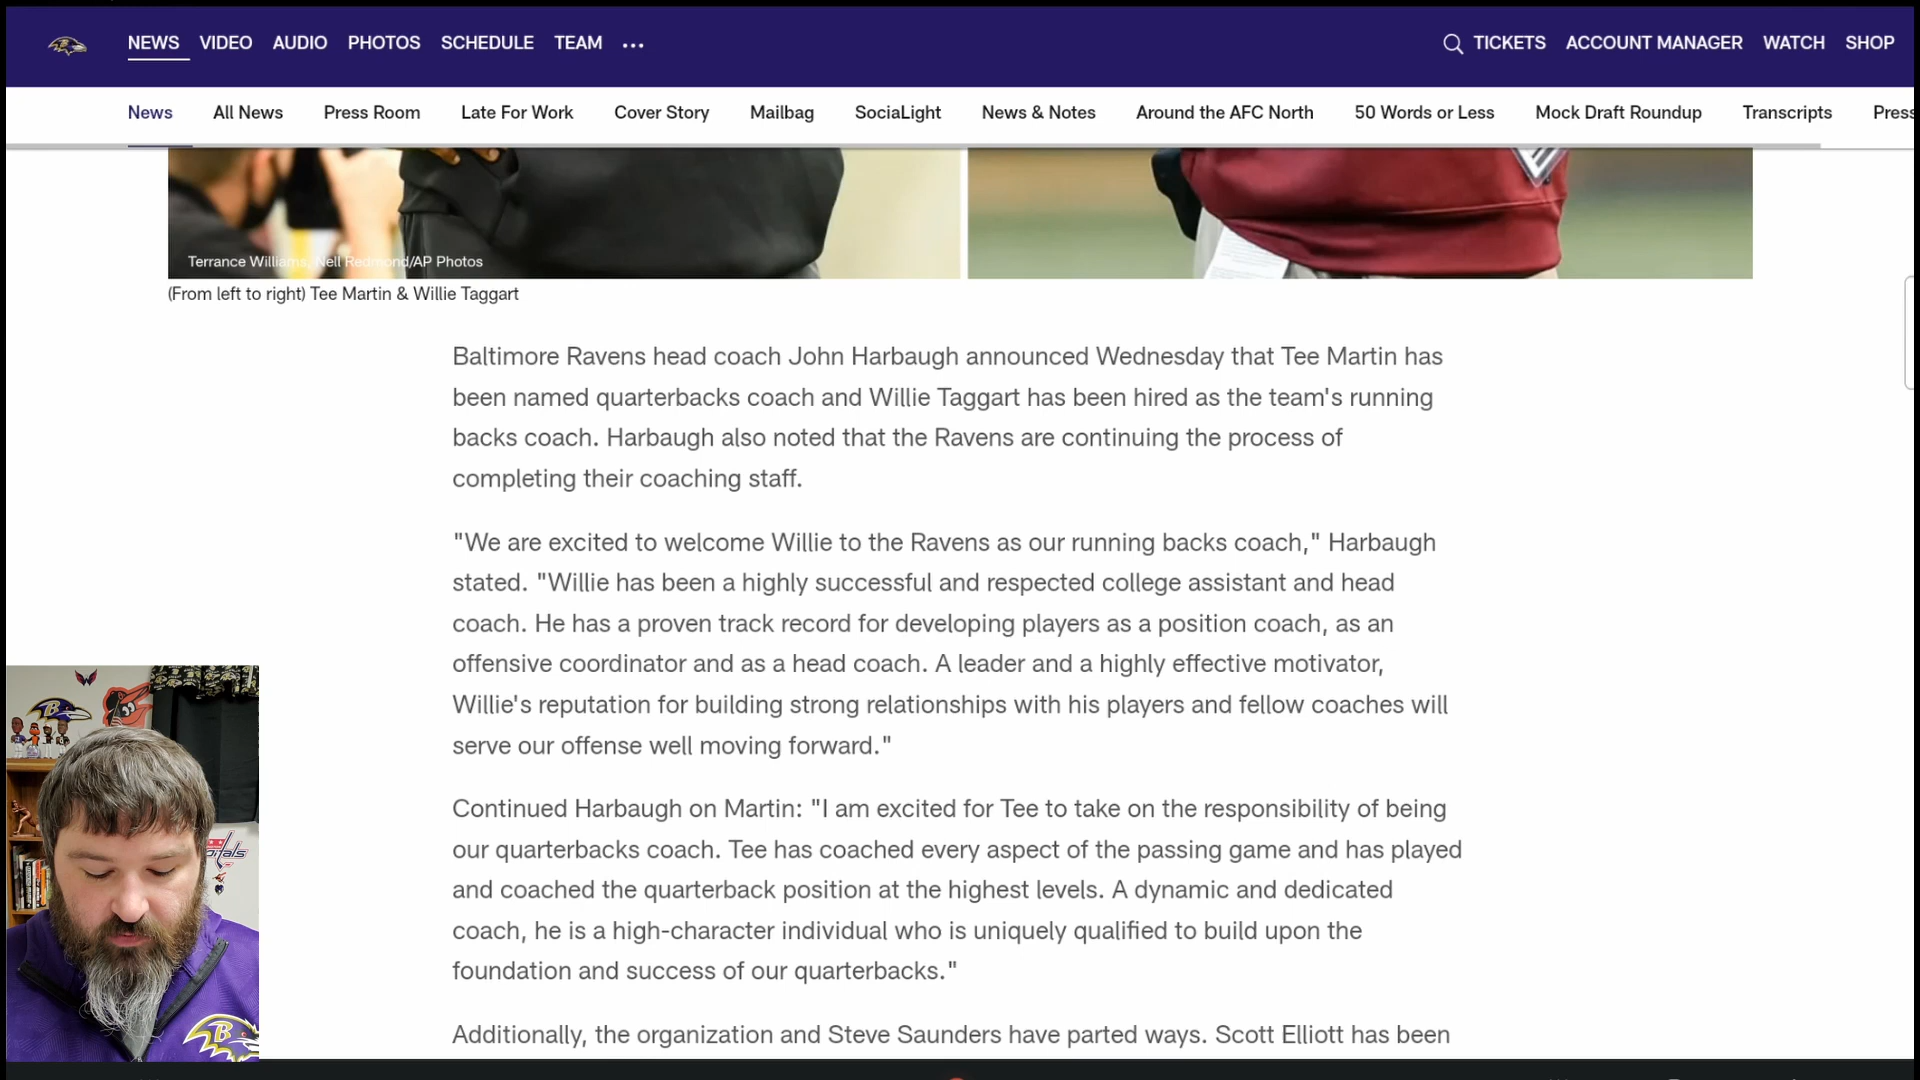 NEWS VIDEO AUDIO PHOTOS SCHEDULE TEAM ... TICKETS ACCOUNT MANAGER WATCH SHOP
News All News Press Room Late For Work Cover Story Mailbag SociaLight News & Notes Around the AFC North 50 Words or Less Mock Draft Roundup Transcripts Press
Terrance Williams, Nell Redmond/AP Photos
(From left to right) Tee Martin & Willie Taggart
Baltimore Ravens head coach John Harbaugh announced Wednesday that Tee Martin has
been named quarterbacks coach and Willie Taggart has been hired as the team's running
backs coach. Harbaugh also noted that the Ravens are continuing the process of
completing their coaching staff.
"We are excited to welcome Willie to the Ravens as our running backs coach," Harbaugh
stated. "Willie has been a highly successful and respected college assistant and head
coach. He has a proven track record for developing players as a position coach, as an
offensive coordinator and as a head coach. A leader and a highly effective motivator,
Willie's reputation for building strong relationships with his players and fellow coaches will
serve our offense well moving forward."
Continued Harbaugh on Martin: "I am excited for Tee to take on the responsibility of being
our quarterbacks coach. Tee has coached every aspect of the passing game and has played
and coached the quarterback position at the highest levels. A dynamic and dedicated
coach, he is a high-character individual who is uniquely qualified to build upon the
foundation and success of our quarterbacks."
Additionally, the organization and Steve Saunders have parted ways. Scott Elliott has been
B
B